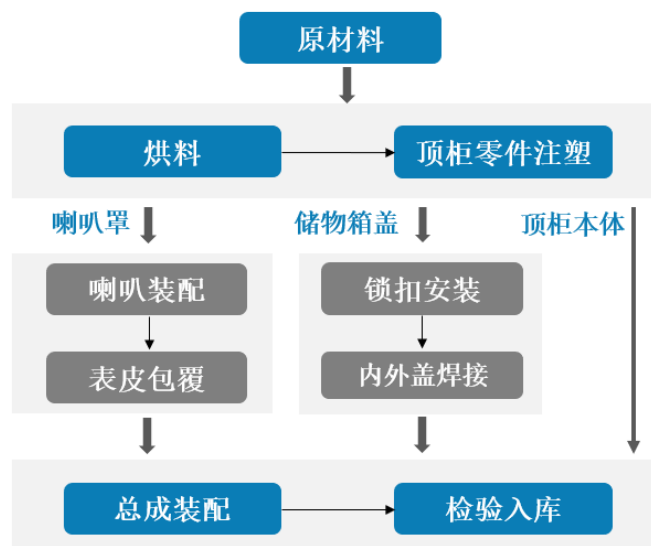 原材料
烘料
顶柜零件注塑
喇叭罩
储物箱盖
顶柜本体
喇叭装配
锁扣安装
表皮包覆
内外盖焊接
总成装配
检验入库